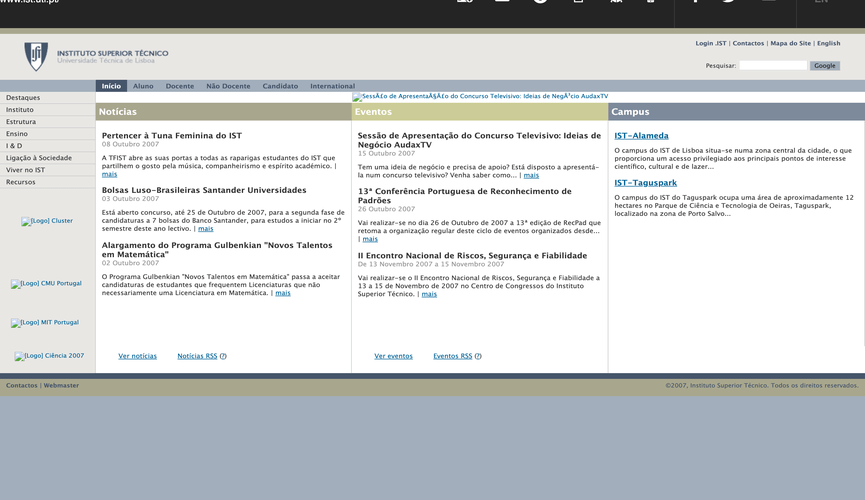 www.ist.utl.pt
EN
INSTITUTO SUPERIOR TÉCNICO
Universidade Técnica de Lisboa
Login .IST | Contactos | Mapa do Site | English
Pesquisar: Google
Início Aluno Docente Não Docente Candidato International
Destaques
Instituto
Estrutura
Ensino
I & D
Ligação à Sociedade
Viver no IST
Recursos
[Logo] Cluster
[Logo] CMU Portugal
[Logo] MIT Portugal
[Logo] Ciência 2007
SessÃ£o de ApresentaÃ§Ã£o do Concurso Televisivo: Ideias de NegÃ³cio AudaxTV
Notícias
Pertencer à Tuna Feminina do IST
08 Outubro 2007
A TFIST abre as suas portas a todas as raparigas estudantes do IST que
partilhem o gosto pela música, companheirismo e espírito académico. |
mais
Bolsas Luso-Brasileiras Santander Universidades
03 Outubro 2007
Está aberto concurso, até 25 de Outubro de 2007, para a segunda fase de
candidaturas a 7 bolsas do Banco Santander, para estudos a iniciar no 2º
semestre deste ano lectivo. | mais
Alargamento do Programa Gulbenkian "Novos Talentos
em Matemática"
02 Outubro 2007
O Programa Gulbenkian "Novos Talentos em Matemática" passa a aceitar
candidaturas de estudantes que frequentem Licenciaturas que não
necessariamente uma Licenciatura em Matemática. | mais
Ver notícias Notícias RSS (?)
Eventos
Sessão de Apresentação do Concurso Televisivo: Ideias de
Negócio AudaxTV
15 Outubro 2007
Tem uma ideia de negócio e precisa de apoio? Está disposto a apresentá-
la num concurso televisivo? Venha saber como... | mais
13ª Conferência Portuguesa de Reconhecimento de
Padrões
26 Outubro 2007
Vai realizar-se no dia 26 de Outubro de 2007 a 13ª edição de RecPad que
retoma a organização regular deste ciclo de eventos organizados desde...
| mais
II Encontro Nacional de Riscos, Segurança e Fiabilidade
De 13 Novembro 2007 a 15 Novembro 2007
Vai realizar-se o II Encontro Nacional de Riscos, Segurança e Fiabilidade a
13 a 15 de Novembro de 2007 no Centro de Congressos do Instituto
Superior Técnico. | mais
Ver eventos Eventos RSS (?)
Campus
IST-Alameda
O campus do IST de Lisboa situa-se numa zona central da cidade, o que
proporciona um acesso privilegiado aos principais pontos de interesse
científico, cultural e de lazer...
IST-Taguspark
O campus do IST do Taguspark ocupa uma área de aproximadamente 12
hectares no Parque de Ciência e Tecnologia de Oeiras, Taguspark,
localizado na zona de Porto Salvo...
Contactos | Webmaster
©2007, Instituto Superior Técnico. Todos os direitos reservados.